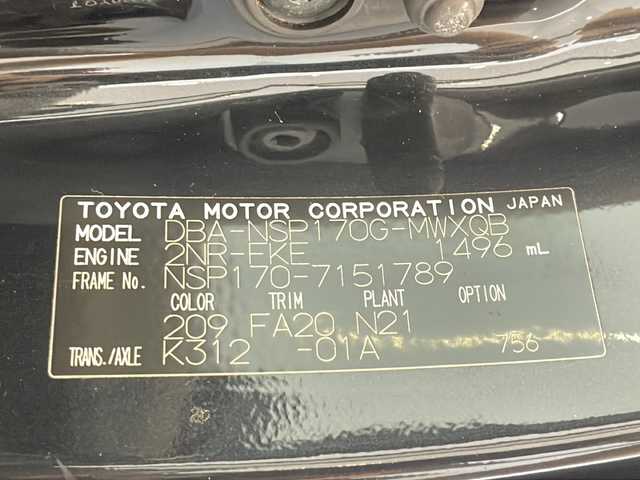 TOYOTA MOTOR CORPORATION JAPAN
MODEL DBA-NSP170G-MWXQB
ENGINE 2NR-FKE 1496 mL
FRAME No. NSP170-7151789
COLOR TRIM PLANT OPTION
209 FA20 N21
TRANS./AXLE K312 -01A 756